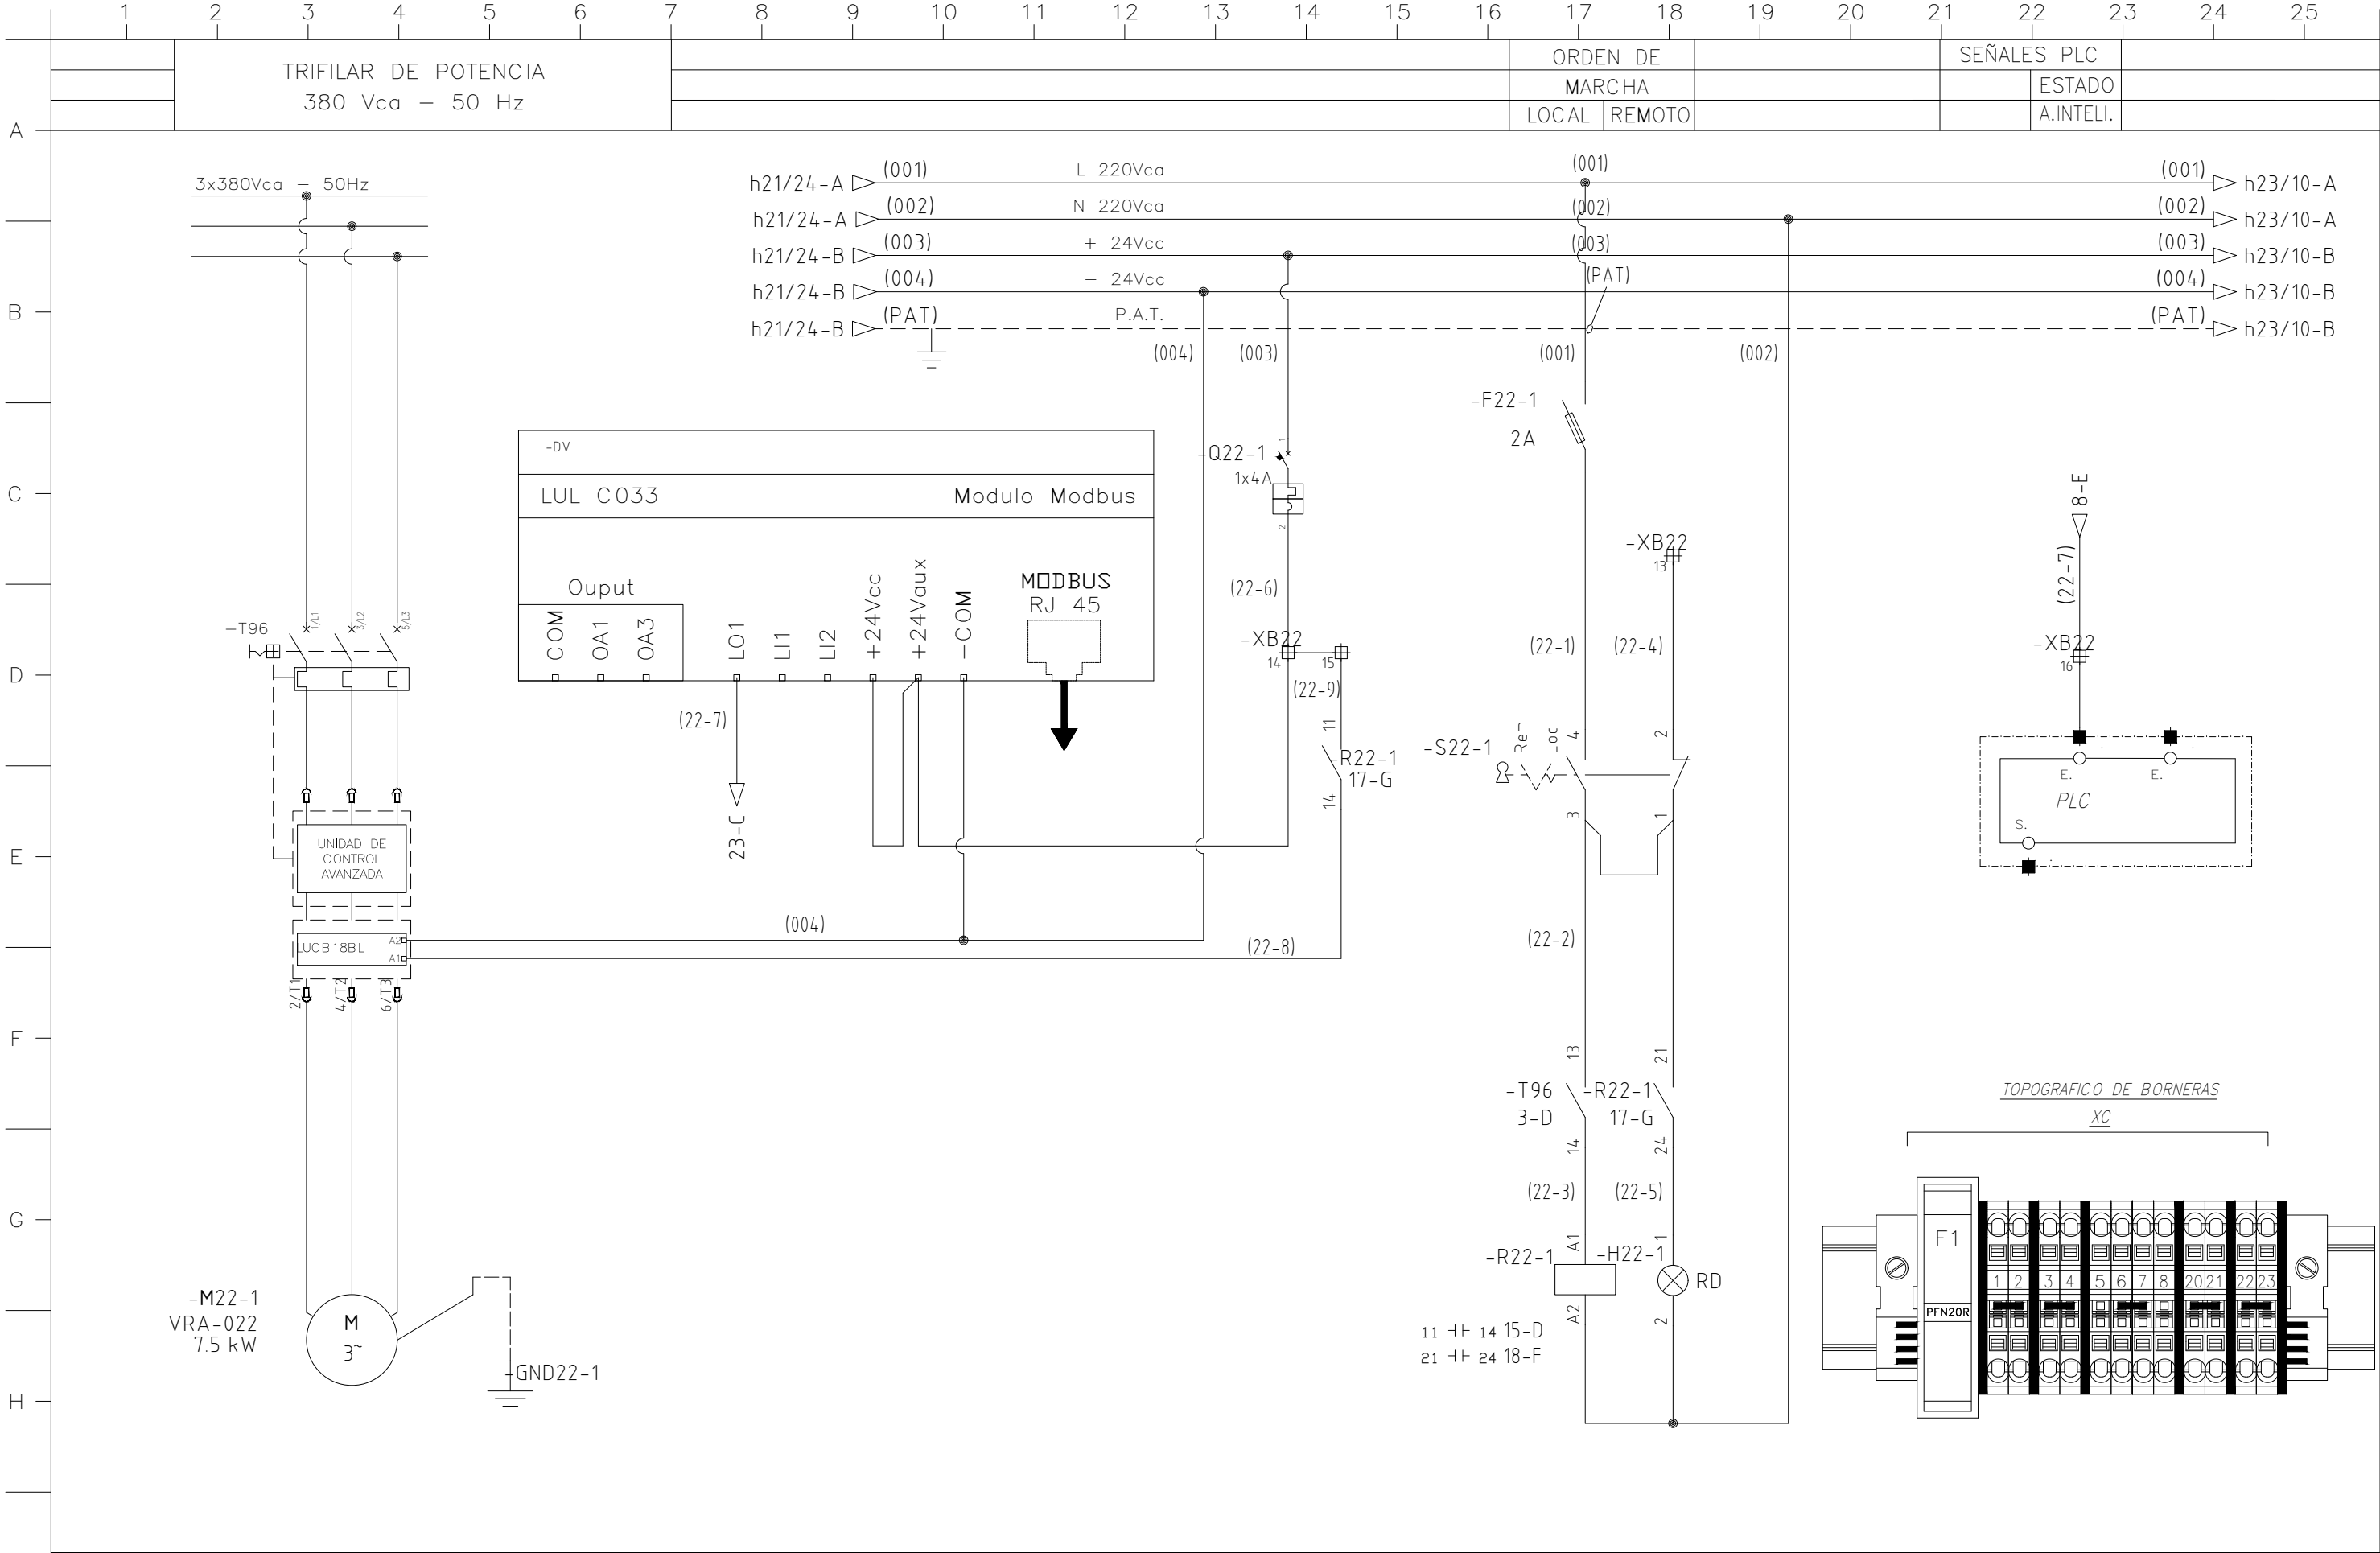 1 2 3 4 5 6 7 8 9 10 11 12 13 14 15 16 17 18 19 20 21 22 23 24 25
TRIFILAR DE POTENCIA
380 Vca – 50 Hz
ORDEN DE
MARCHA
LOCAL REMOTO
SEÑALES PLC
ESTADO
A.INTELI.
A
B
C
D
E
F
G
H
3x380Vca – 50Hz
h21/24-A (001) L 220Vca (001) (001) h23/10-A
h21/24-A (002) N 220Vca (002) (002) h23/10-A
h21/24-B (003) + 24Vcc (003) (003) h23/10-B
h21/24-B (004) – 24Vcc (PAT) (004) h23/10-B
h21/24-B (PAT) P.A.T. (PAT) h23/10-B
(004) (003) (001) (002)
-T96
1/L1 3/L2 5/L3
UNIDAD DE
CONTROL
AVANZADA
LUCB18BL
A2
A1
2/T1 4/T2 6/T3
-M22-1
VRA-022
7.5 kW
M
3~
-GND22-1
-DV
LUL C033 Modulo Modbus
Ouput
COM OA1 OA3 LO1 LI1 LI2 +24Vcc +24Vaux -COM
MODBUS
RJ 45
(22-7)
23-C
(004)
(22-8)
-Q22-1
1x4A
1
2
(22-6)
-XB22
14 15
(22-9)
11
-R22-1
17-G
14
-F22-1
2A
-XB22
13
(22-1) (22-4)
-S22-1
Rem Loc
4 2
3 1
(22-2)
13 21
-T96
3-D
-R22-1
17-G
14 24
(22-3) (22-5)
-R22-1
A1
A2
-H22-1
1
RD
2
11 14 15-D
21 24 18-F
8-E
(22-7)
-XB22
16
E. E.
PLC
S.
TOPOGRAFICO DE BORNERAS
XC
F1
PFN20R
1 2 3 4 5 6 7 8 20 21 22 23